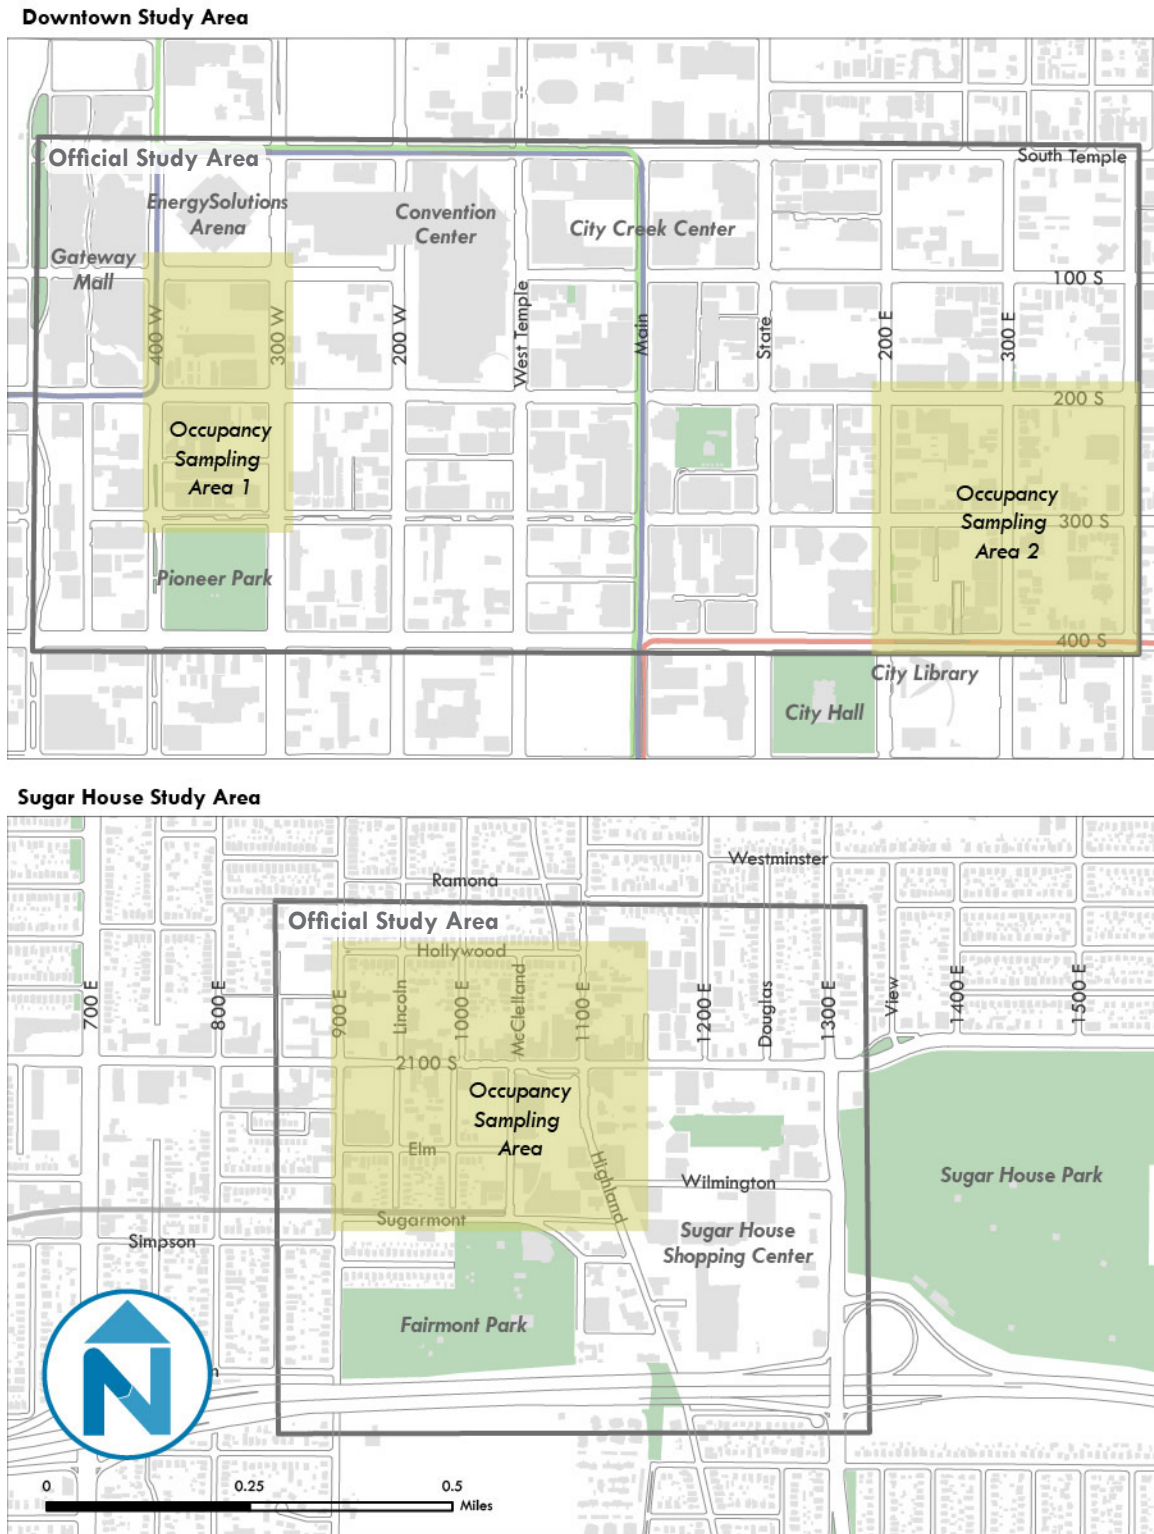 Downtown Study Area
Official Study Area
South Temple
EnergySolutions
Arena
Convention
Center
City Creek Center
Gateway
Mall
100 S
400 W
300 W
200 W
West Temple
Main
State
200 E
300 E
200 S
Occupancy
Sampling
Area 1
Occupancy
Sampling
Area 2
300 S
Pioneer Park
400 S
City Library
City Hall
Sugar House Study Area
Westminster
Ramona
Official Study Area
Hollywood
700 E
800 E
900 E
Lincoln
1000 E
McClelland
1100 E
1200 E
Douglas
1300 E
View
1400 E
1500 E
2100 S
Occupancy
Sampling
Area
Elm
Highland
Wilmington
Sugar House Park
Sugarmont
Simpson
Sugar House
Shopping Center
Fairmont Park
N
0 0.25 0.5
Miles